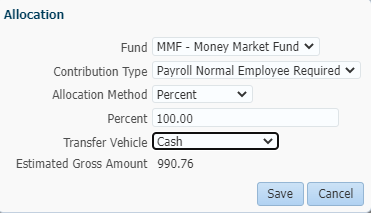 Allocation
Fund MMF - Money Market Fund
Contribution Type Payroll Normal Employee Required
Allocation Method Percent
Percent 100.00
Transfer Vehicle Cash
Estimated Gross Amount 990.76
Save Cancel